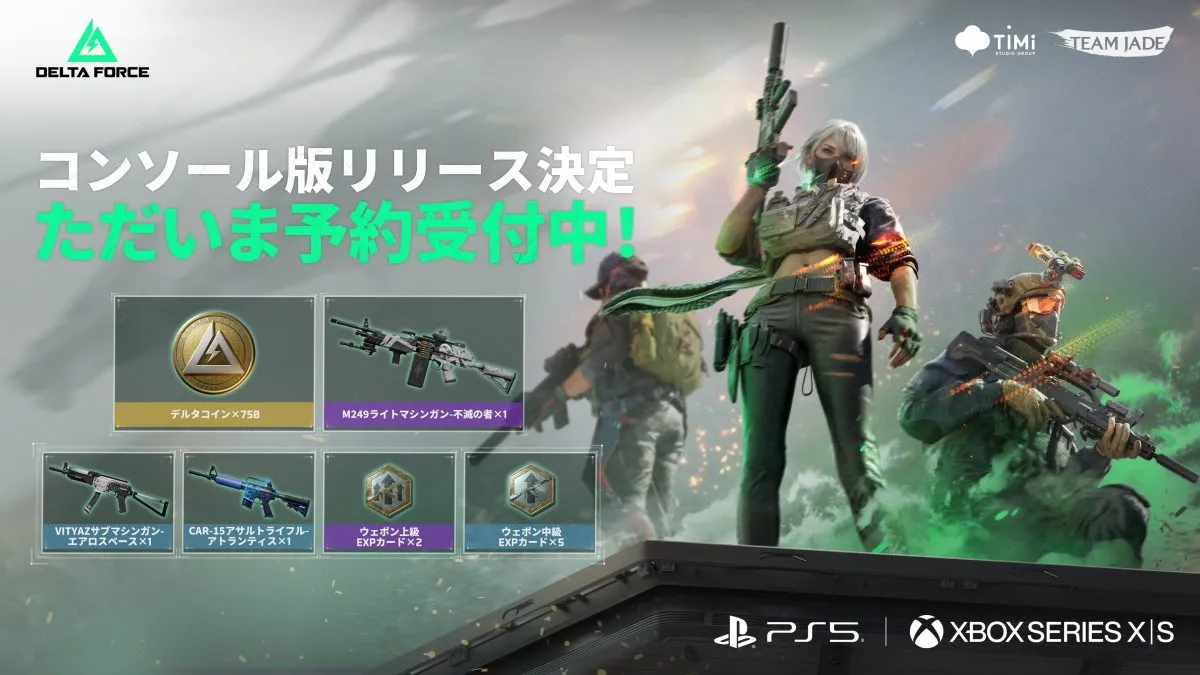 DELTA FORCE
TiMi
STUDIO GROUP
TEAM JADE
コンソール版リリース決定
ただいま予約受付中!
デルタコイン×750
M249ライトマシンガン-不滅の者×1
VITYAZサブマシンガン-
エアロスペース×1
CAR-15アサルトライフル-
アトランティス×1
ウェポン上級
EXPカード×2
ウェポン中級
EXPカード×5
PS5
XBOX SERIES X|S